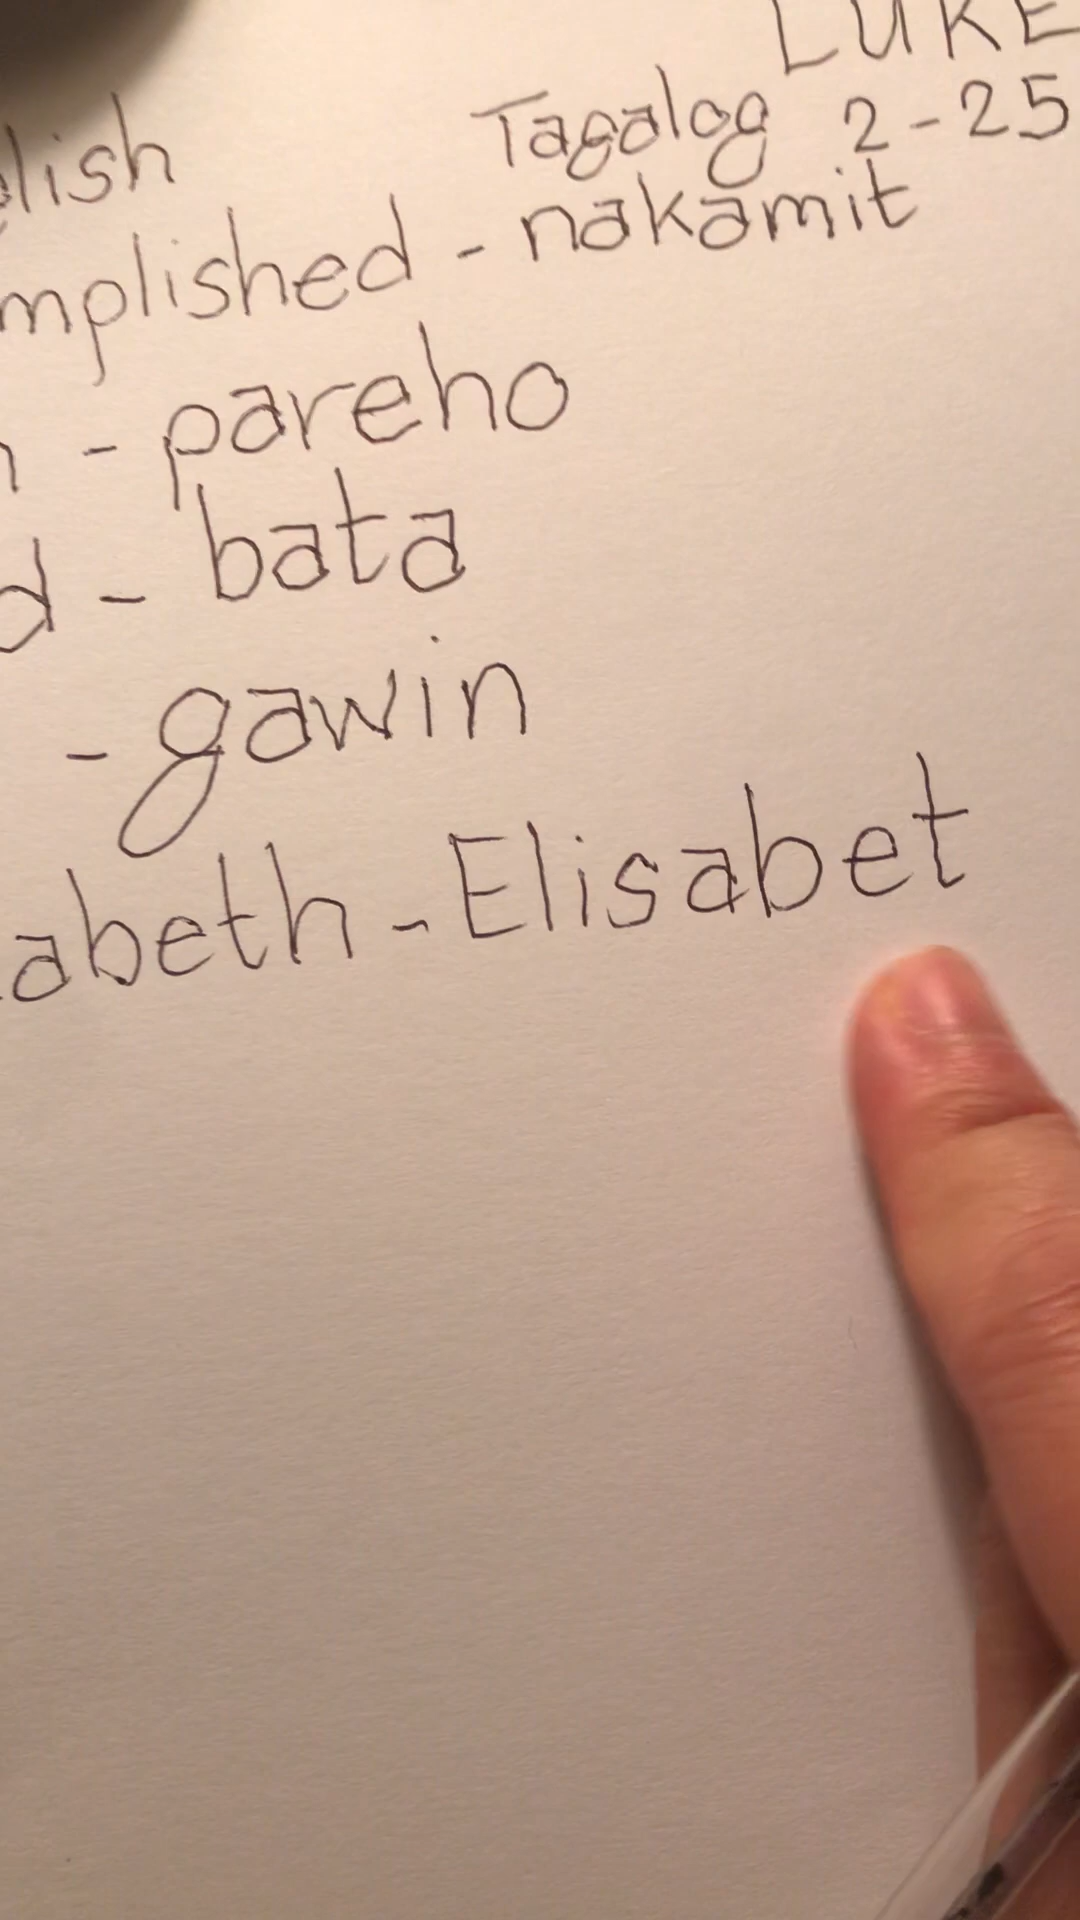 LUKE
lish Tagalog 2-25
mplished - nakamit
- pareho
d - bata
- gawin
abeth - Elisabet